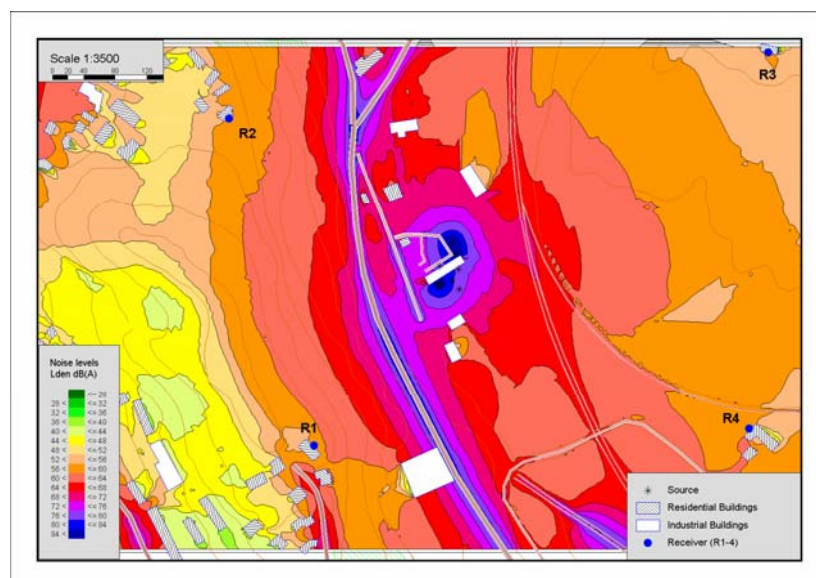 Scale 1:3500
0 20 40 80 120
R3
R2
R1
R4
Noise levels
Lden dB(A)
<= 28
28 < <= 32
32 < <= 36
36 < <= 40
40 < <= 44
44 < <= 48
48 < <= 52
52 < <= 56
56 < <= 60
60 < <= 64
64 < <= 68
68 < <= 72
72 < <= 76
76 < <= 80
80 < <= 84
84 <
Source
Residential Buildings
Industrial Buildings
Receiver (R1-4)